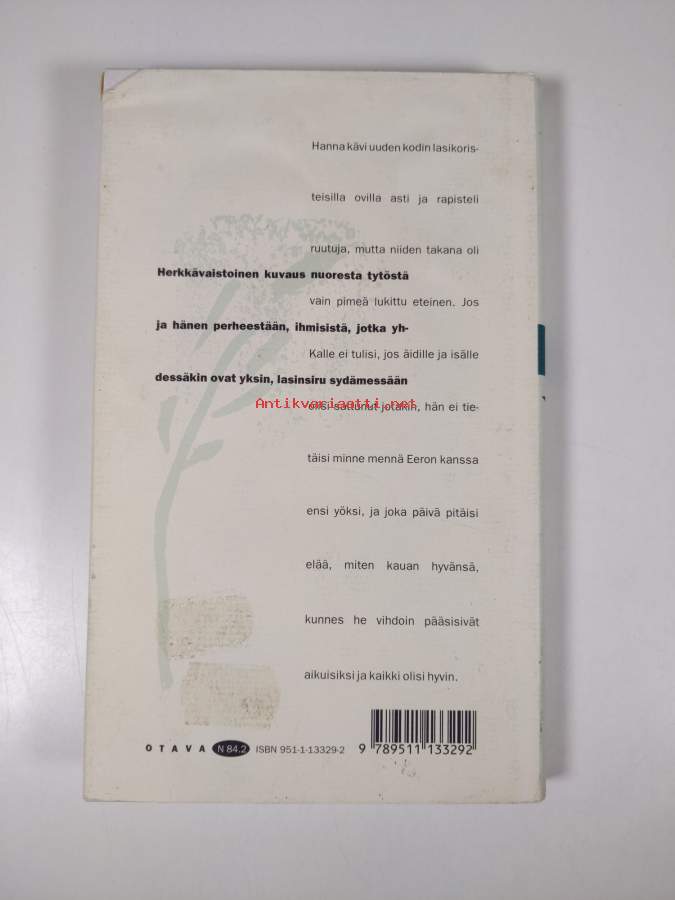 Hanna kävi uuden kodin lasikoris-
teisilla ovilla asti ja rapisteli
ruutuja, mutta niiden takana oli
Herkkävaistoinen kuvaus nuoresta tytöstä
vain pimeä lukittu eteinen. Jos
ja hänen perheestään, ihmisistä, jotka yh-
Kalle ei tulisi, jos äidille ja isälle
dessäkin ovat yksin, lasinsiru sydämessään
Antikvariaatti.net
olisi sattunut jotakin, hän ei tie-
täisi minne mennä Eeron kanssa
ensi yöksi, ja joka päivä pitäisi
elää, miten kauan hyvänsä,
kunnes he vihdoin pääsisivät
aikuisiksi ja kaikki olisi hyvin.
OTAVA N 84.2 ISBN 951-1-13329-2
9 789511 133292